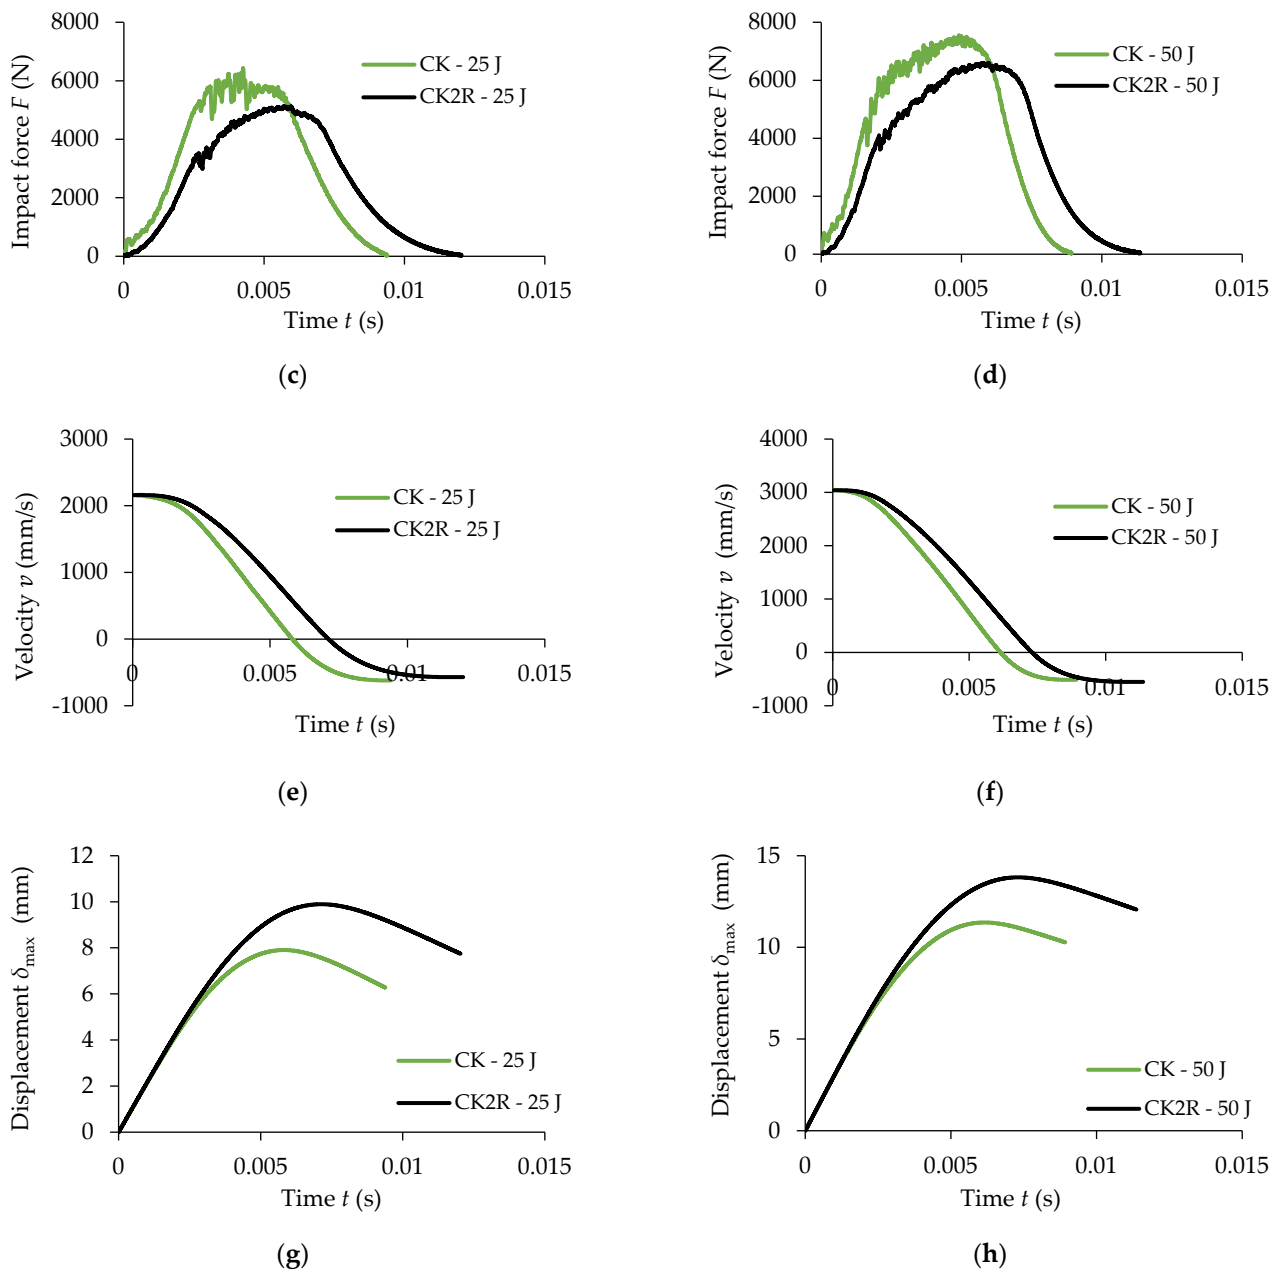 8000
6000
4000
2000
0
Impact force F (N)
CK - 25 J
CK2R - 25 J
0 0.005 0.01 0.015
Time t (s)
(c)
8000
6000
4000
2000
0
Impact force F (N)
CK - 50 J
CK2R - 50 J
0 0.005 0.01 0.015
Time t (s)
(d)
3000
2000
1000
0
-1000
Velocity v (mm/s)
CK - 25 J
CK2R - 25 J
0 0.005 0.01 0.015
Time t (s)
(e)
4000
3000
2000
1000
0
-1000
Velocity v (mm/s)
CK - 50 J
CK2R - 50 J
0 0.005 0.01 0.015
Time t (s)
(f)
12
10
8
6
4
2
0
Displacement δmax (mm)
CK - 25 J
CK2R - 25 J
0 0.005 0.01 0.015
Time t (s)
(g)
15
10
5
0
Displacement δmax (mm)
CK - 50 J
CK2R - 50 J
0 0.005 0.01 0.015
Time t (s)
(h)